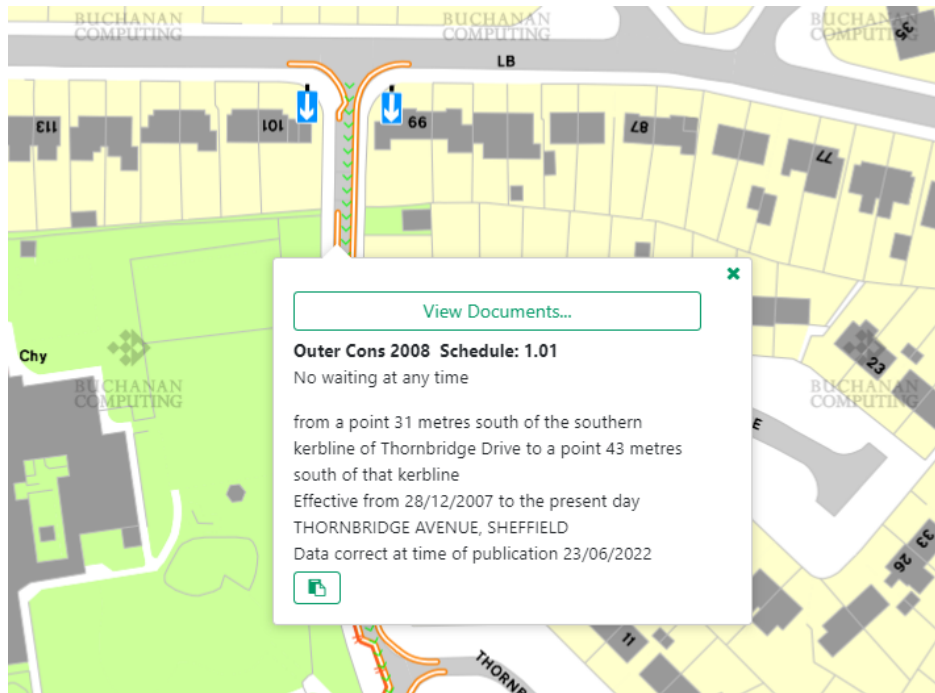 BUCHANAN
COMPUTING
BUCHANAN
COMPUTING
BUCHANAN
COMPUTING
35
LB
113
101
99
87
77
View Documents...
Outer Cons 2008 Schedule: 1.01
No waiting at any time
from a point 31 metres south of the southern
kerbline of Thornbridge Drive to a point 43 metres
south of that kerbline
Effective from 28/12/2007 to the present day
THORNBRIDGE AVENUE, SHEFFIELD
Data correct at time of publication 23/06/2022
Chy
BUCHANAN
COMPUTING
23
BUCHANAN
COMPUTING
E
33
26
11
THORNB